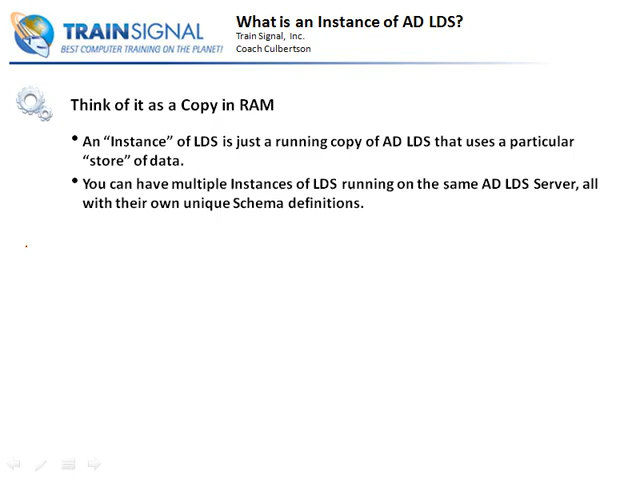 What is an Instance of AD LDS?
Train Signal, Inc.
Coach Culbertson
TRAINSIGNAL
BEST COMPUTER TRAINING ON THE PLANET!
Think of it as a Copy in RAM
• An “Instance” of LDS is just a running copy of AD LDS that uses a particular
“store” of data.
• You can have multiple Instances of LDS running on the same AD LDS Server, all
with their own unique Schema definitions.